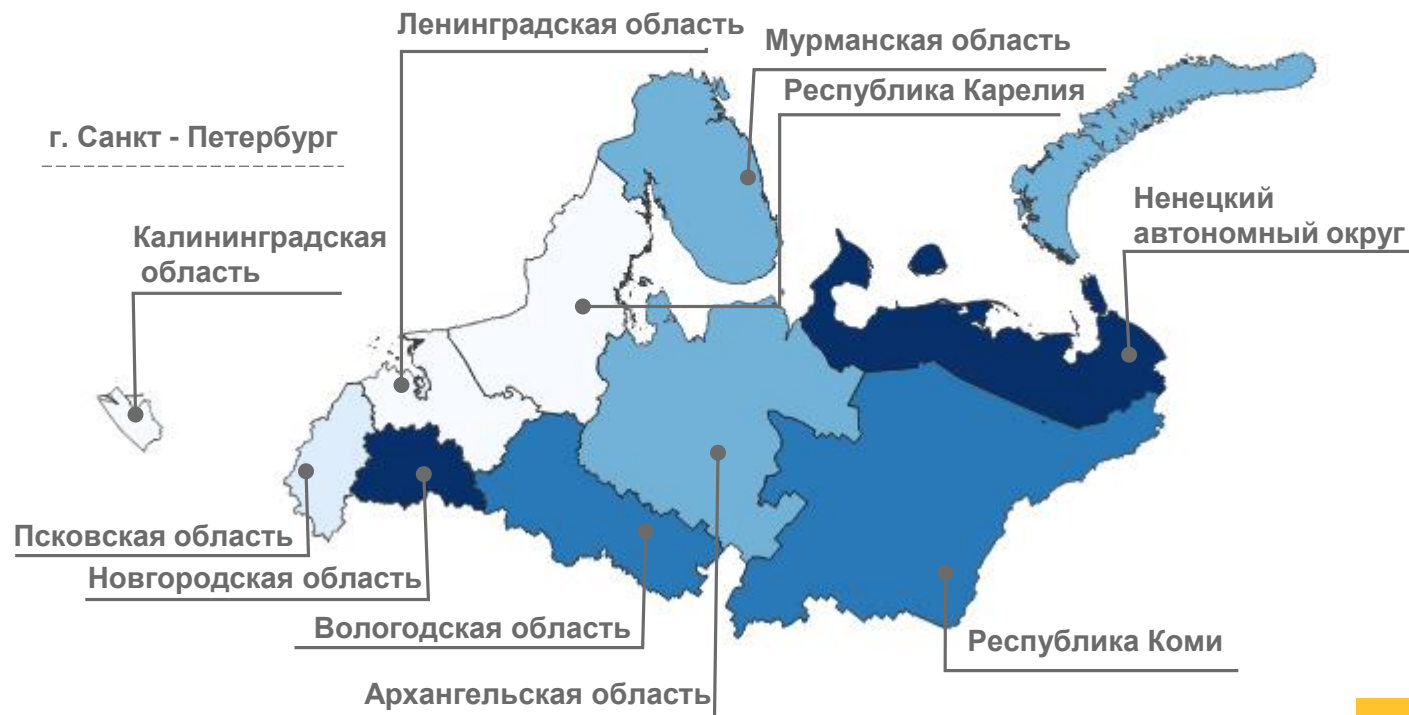 Ленинградская область
Мурманская область
Республика Карелия
г. Санкт - Петербург
Ненецкий
автономный округ
Калининградская
область
Псковская область
Новгородская область
Вологодская область
Республика Коми
Архангельская область